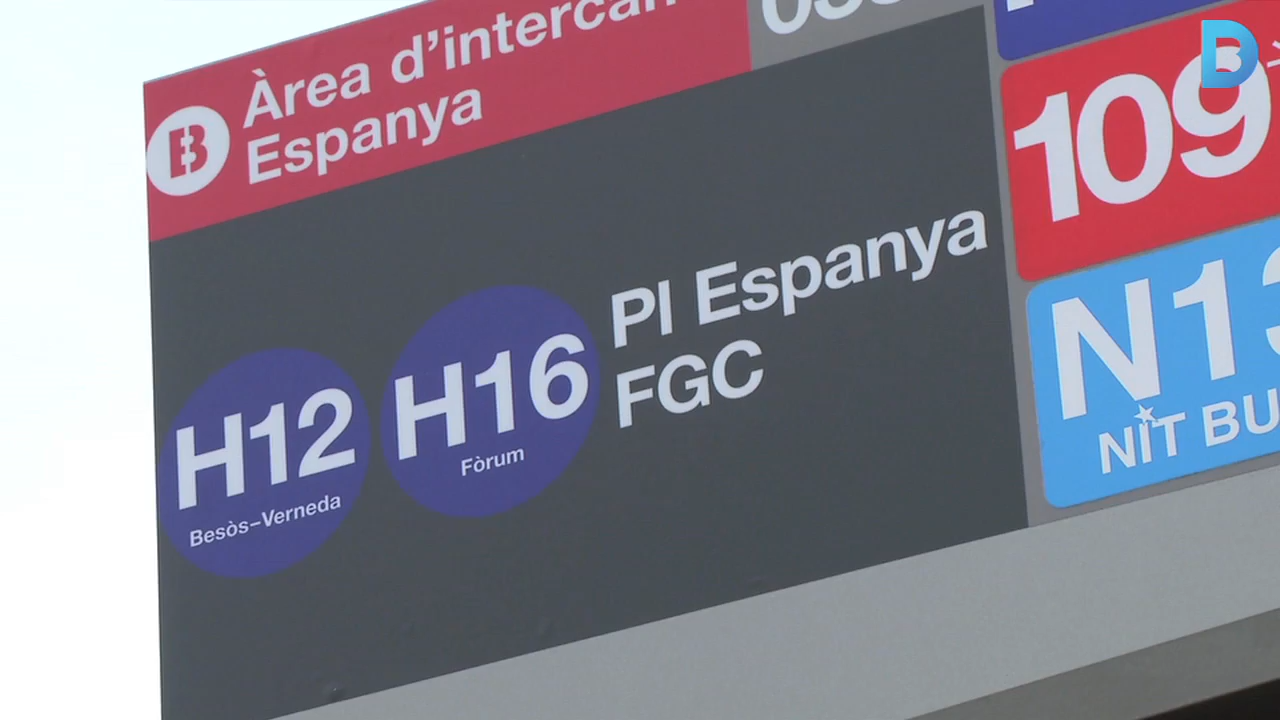 Àrea d'intercan
Espanya
H12
Besòs–Verneda
H16
Fòrum
Pl Espanya
FGC
109
N13
NIT BU